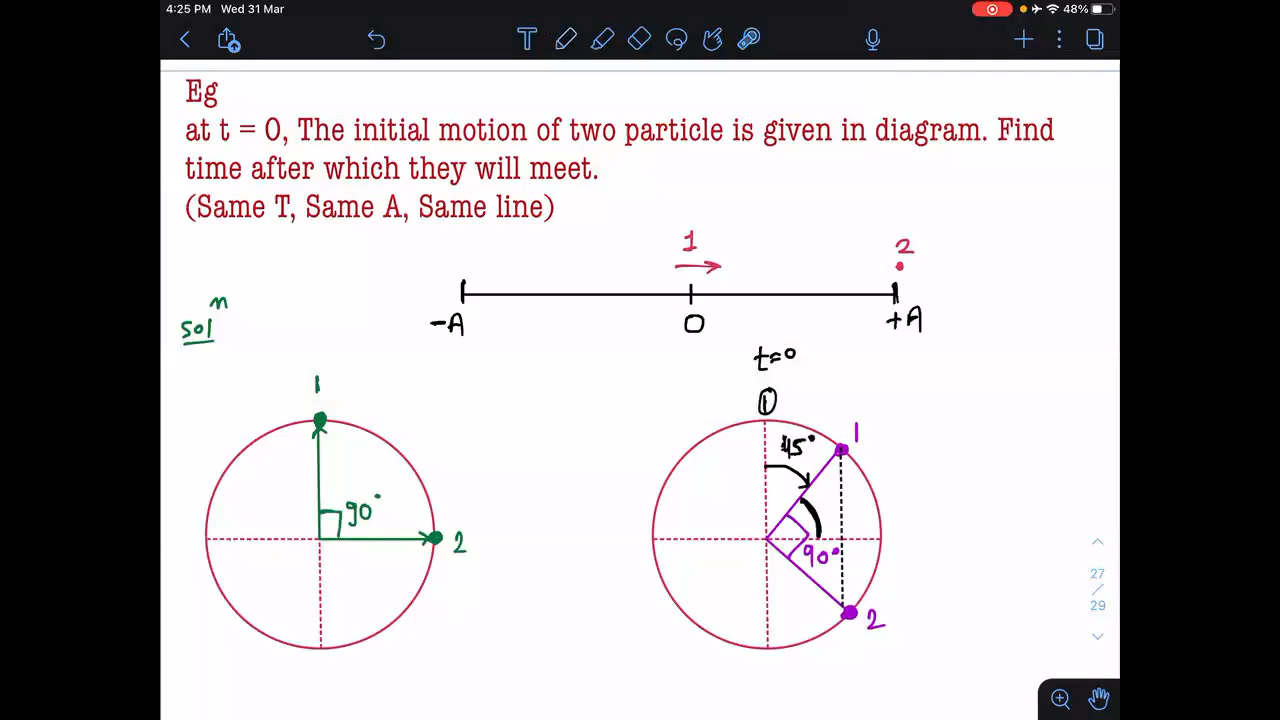 4:25 PM Wed 31 Mar
48%
Eg
at t = 0, The initial motion of two particle is given in diagram. Find
time after which they will meet.
(Same T, Same A, Same line)
1
2
-A
O
+A
solⁿ
t=0
1
1
45°
1
90°
2
90°
2
27
/
29